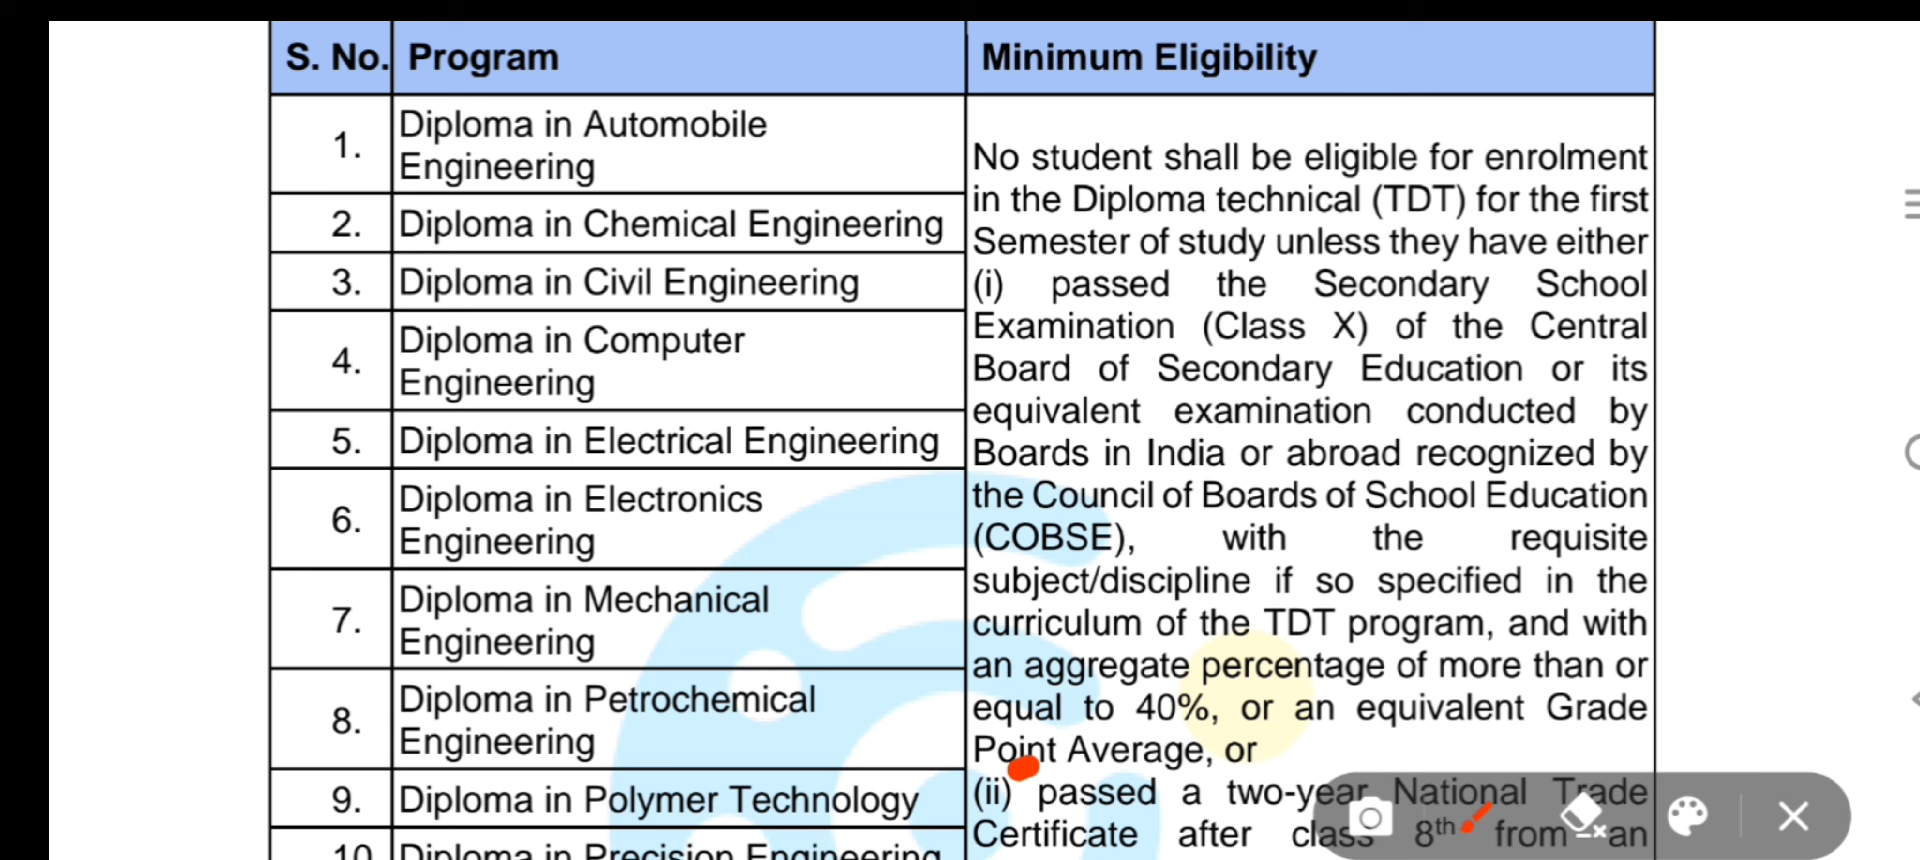 S. No. Program Minimum Eligibility
1. Diploma in Automobile
Engineering
2. Diploma in Chemical Engineering
3. Diploma in Civil Engineering
4. Diploma in Computer
Engineering
5. Diploma in Electrical Engineering
6. Diploma in Electronics
Engineering
7. Diploma in Mechanical
Engineering
8. Diploma in Petrochemical
Engineering
9. Diploma in Polymer Technology
10. Diploma in Precision Engineering
No student shall be eligible for enrolment
in the Diploma technical (TDT) for the first
Semester of study unless they have either
(i) passed the Secondary School
Examination (Class X) of the Central
Board of Secondary Education or its
equivalent examination conducted by
Boards in India or abroad recognized by
the Council of Boards of School Education
(COBSE), with the requisite
subject/discipline if so specified in the
curriculum of the TDT program, and with
an aggregate percentage of more than or
equal to 40%, or an equivalent Grade
Point Average, or
(ii) passed a two-year National Trade
Certificate after class 8th from an